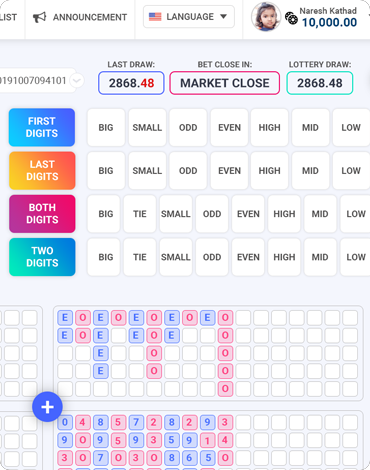 LIST ANNOUNCEMENT LANGUAGE Naresh Kathad
10,000.00
0191007094101
LAST DRAW: BET CLOSE IN: LOTTERY DRAW:
2868.48 MARKET CLOSE 2868.48
FIRST DIGITS BIG SMALL ODD EVEN HIGH MID LOW
LAST DIGITS BIG SMALL ODD EVEN HIGH MID LOW
BOTH DIGITS BIG TIE SMALL ODD EVEN HIGH MID LOW
TWO DIGITS BIG TIE SMALL ODD EVEN HIGH MID LOW
E O E O E O E O E O
E O E O E O
E O O
E O O
O
+
0 4 8 5 7 2 8 2 9 3
9 0 9 5 9 3 5 9 1 4
3 0 7 0 3 0 8 6 5 0